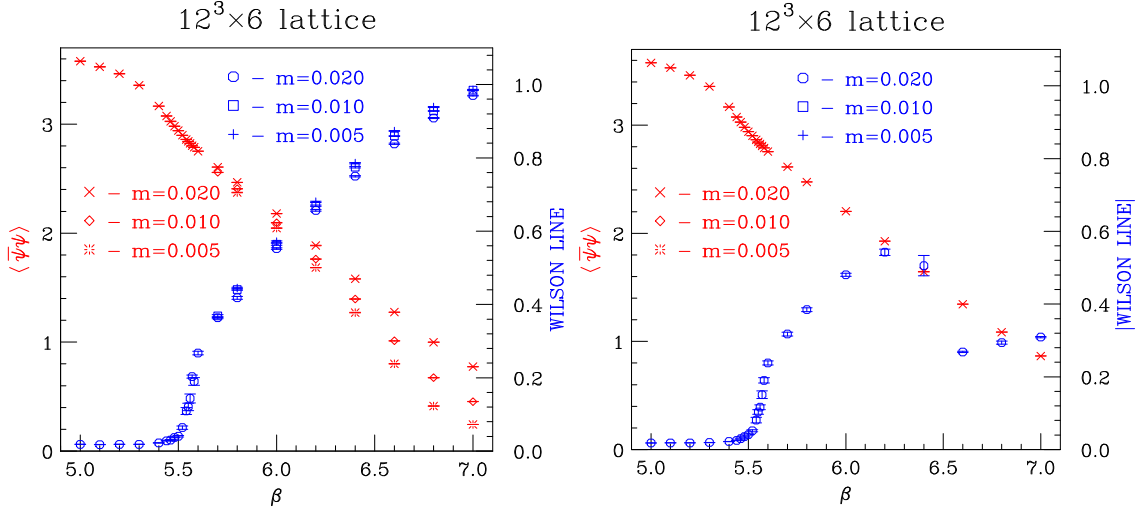 12³×6 lattice
3
2
1
0
⟨ψ̄ψ⟩
○ – m=0.020
□ – m=0.010
+ – m=0.005
× – m=0.020
◇ – m=0.010
⁜ – m=0.005
1.0
0.8
0.6
0.4
0.2
0.0
WILSON LINE
5.0 5.5 6.0 6.5 7.0
β
12³×6 lattice
3
2
1
0
⟨ψ̄ψ⟩
○ – m=0.020
□ – m=0.010
+ – m=0.005
× – m=0.020
◇ – m=0.010
⁜ – m=0.005
1.0
0.8
0.6
0.4
0.2
0.0
|WILSON LINE|
5.0 5.5 6.0 6.5 7.0
β